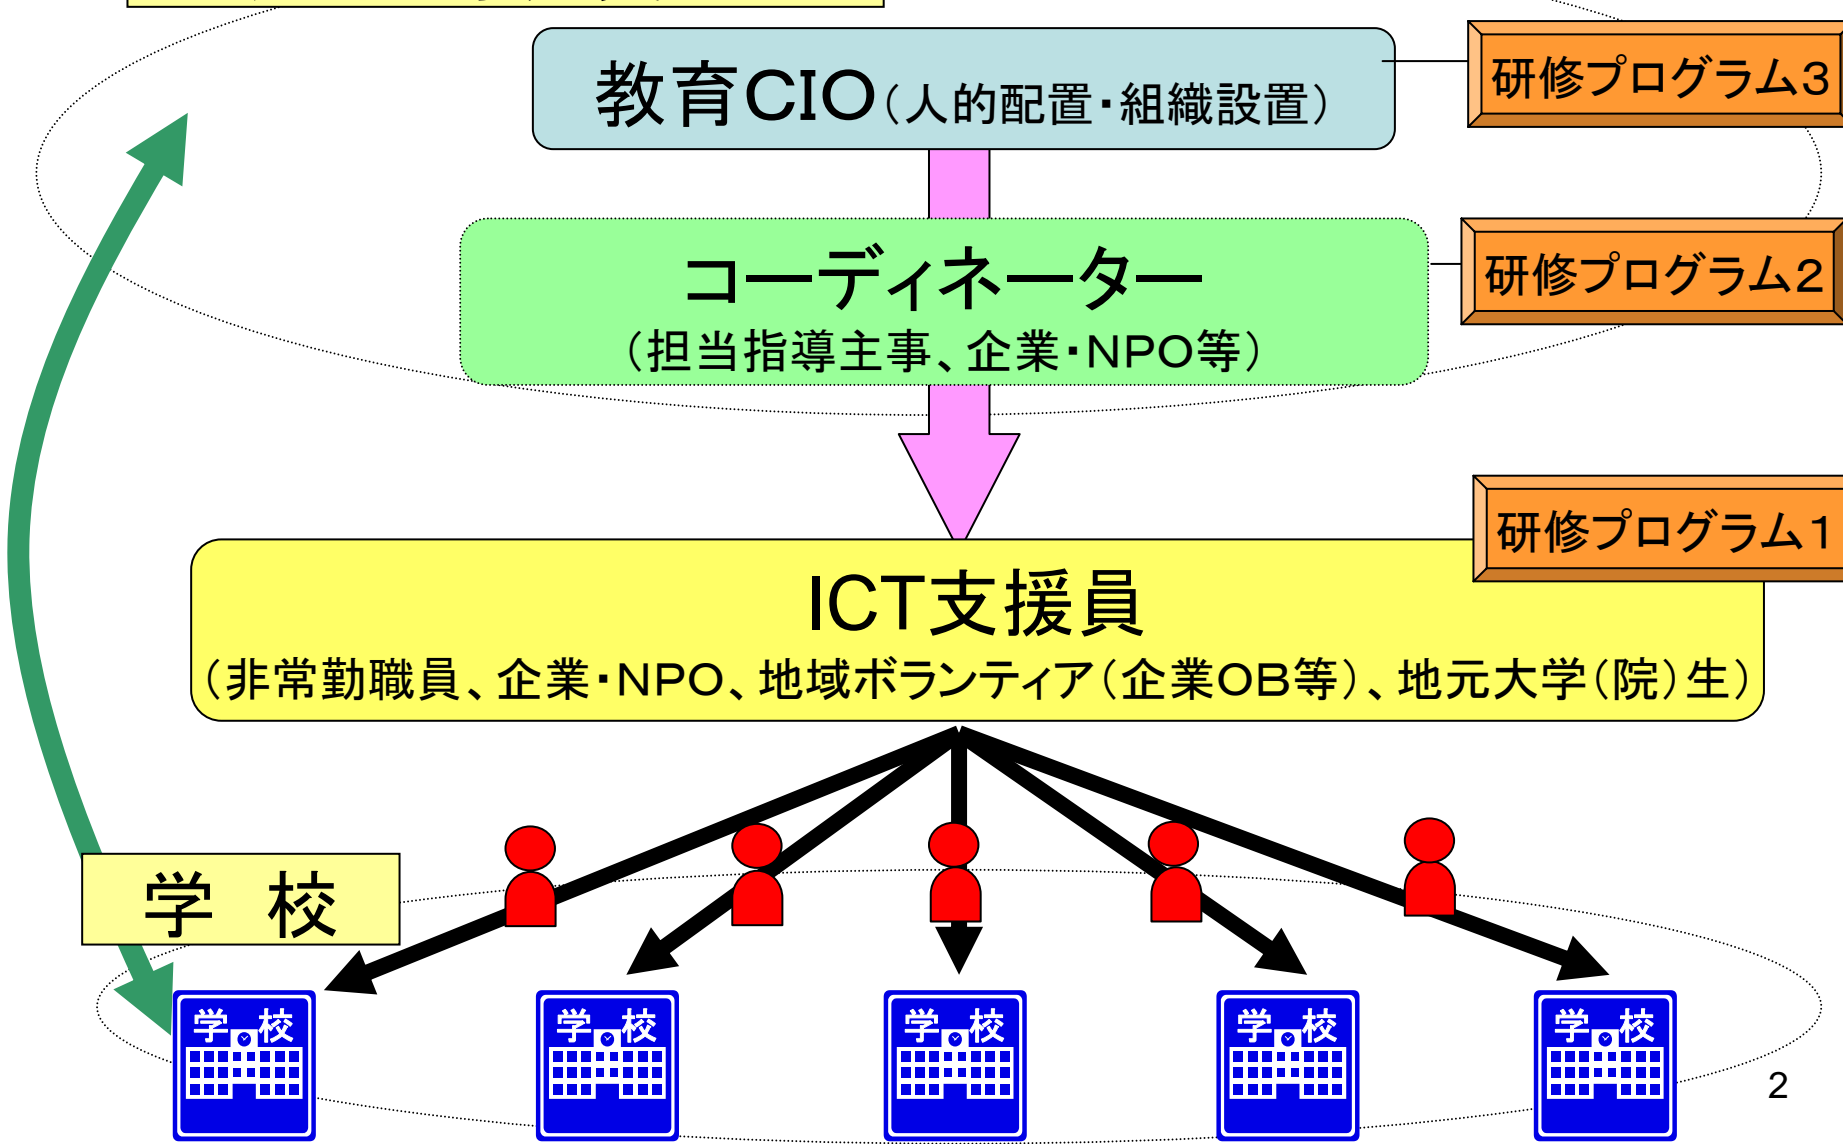 教育CIO（人的配置・組織設置）
研修プログラム3
コーディネーター
（担当指導主事、企業・NPO等）
研修プログラム2
研修プログラム1
ICT支援員
（非常勤職員、企業・NPO、地域ボランティア（企業OB等）、地元大学（院）生）
学　校
学校
学校
学校
学校
学校
2